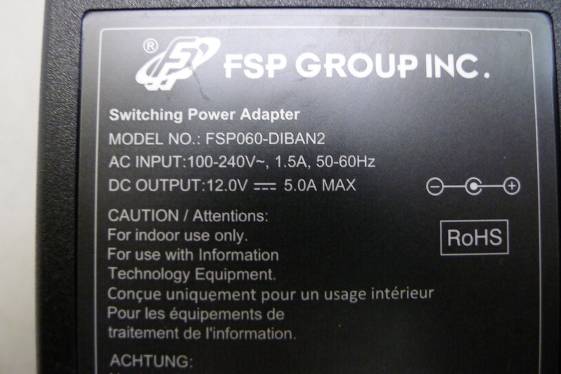 ® FSP GROUP INC.
Switching Power Adapter
MODEL NO.: FSP060-DIBAN2
AC INPUT:100-240V~, 1.5A, 50-60Hz
DC OUTPUT:12.0V ⎓ 5.0A MAX
CAUTION / Attentions:
For indoor use only.
RoHS
For use with Information
Technology Equipment.
Conçue uniquement pour un usage intérieur
Pour les équipements de
traitement de l'information.
ACHTUNG: